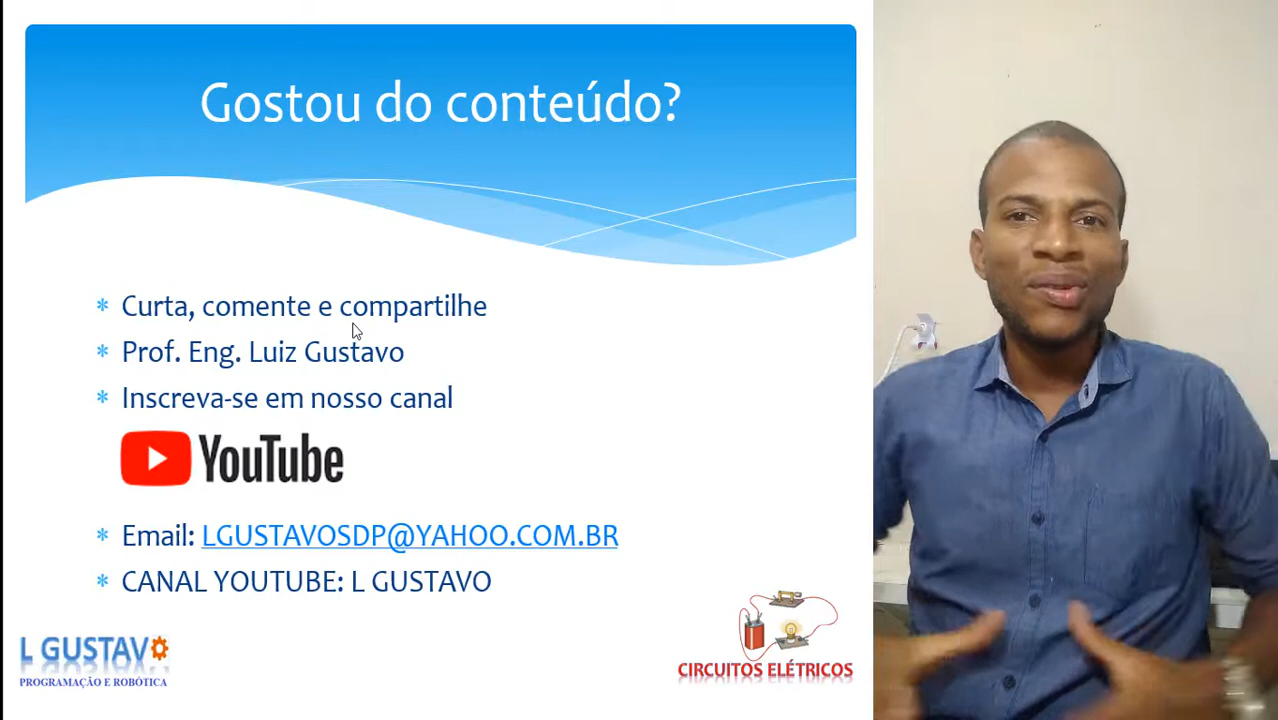 Gostou do conteúdo?
Curta, comente e compartilhe
Prof. Eng. Luiz Gustavo
Inscreva-se em nosso canal
YouTube
Email: LGUSTAVOSDP@YAHOO.COM.BR
CANAL YOUTUBE: L GUSTAVO
L GUSTAVO
PROGRAMAÇÃO E ROBÓTICA
CIRCUITOS ELÉTRICOS